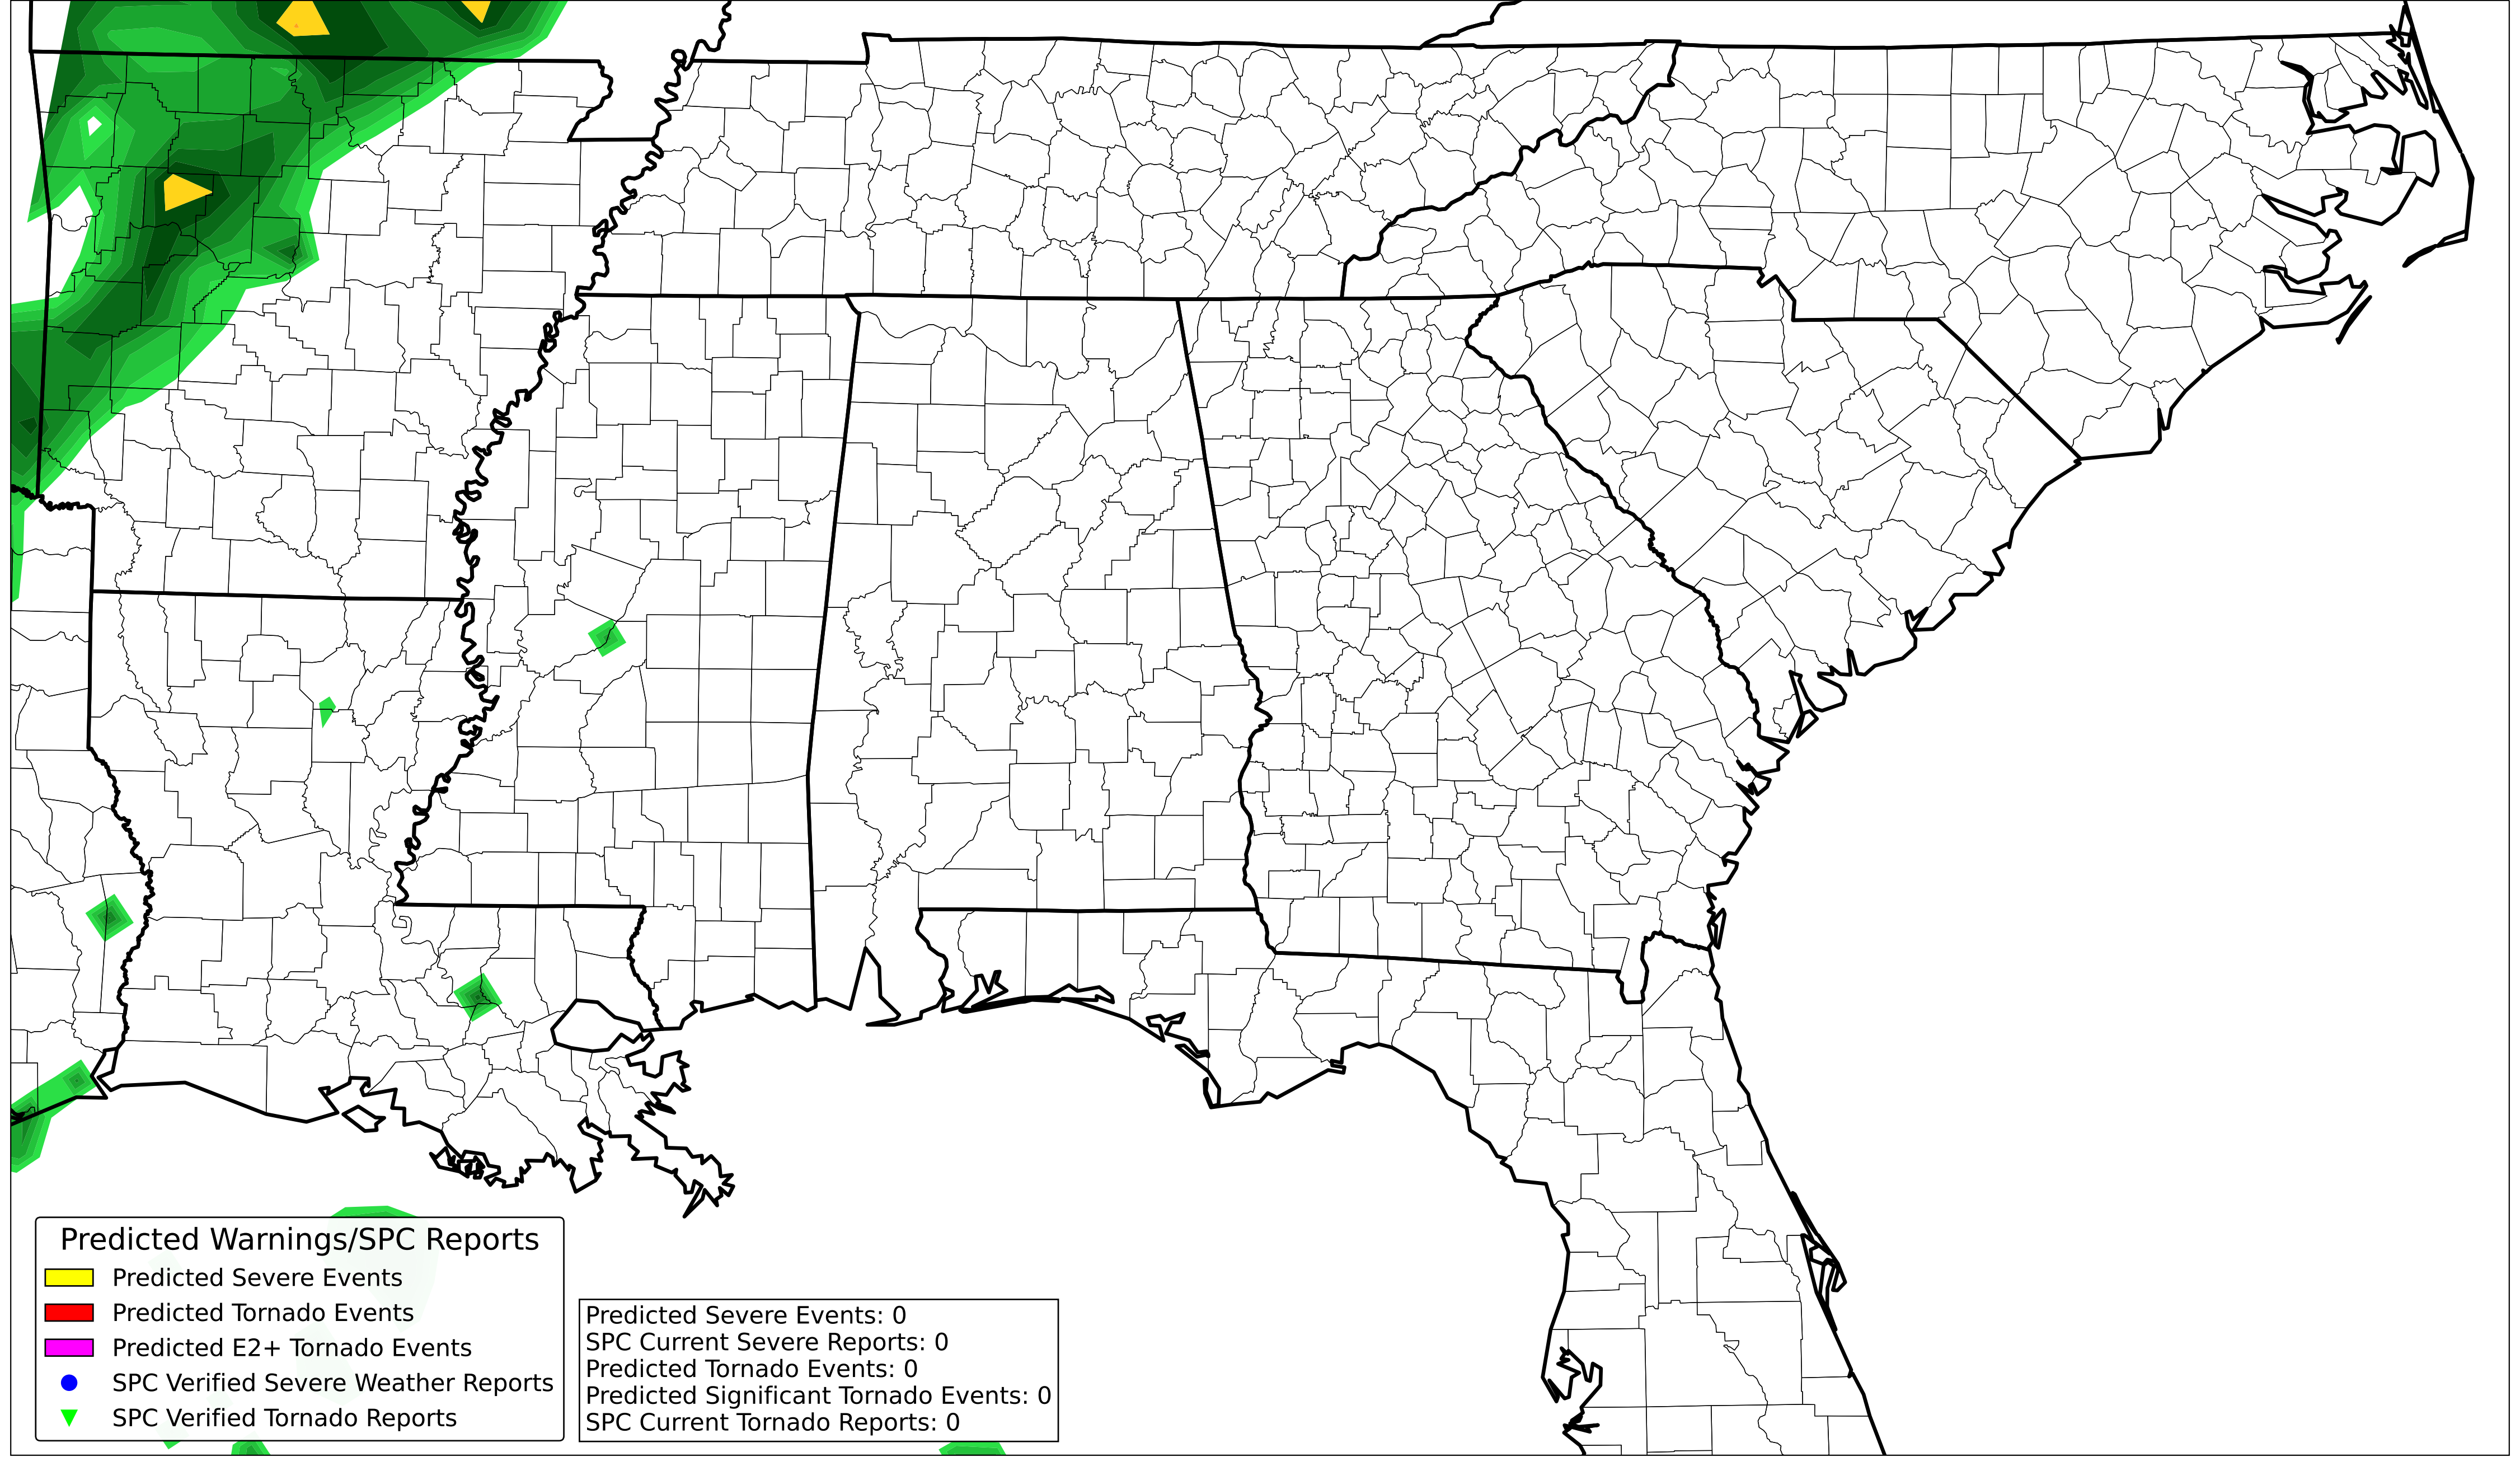 Predicted Warnings/SPC Reports
Predicted Severe Events
Predicted Tornado Events
Predicted E2+ Tornado Events
SPC Verified Severe Weather Reports
SPC Verified Tornado Reports
Predicted Severe Events: 0
SPC Current Severe Reports: 0
Predicted Tornado Events: 0
Predicted Significant Tornado Events: 0
SPC Current Tornado Reports: 0